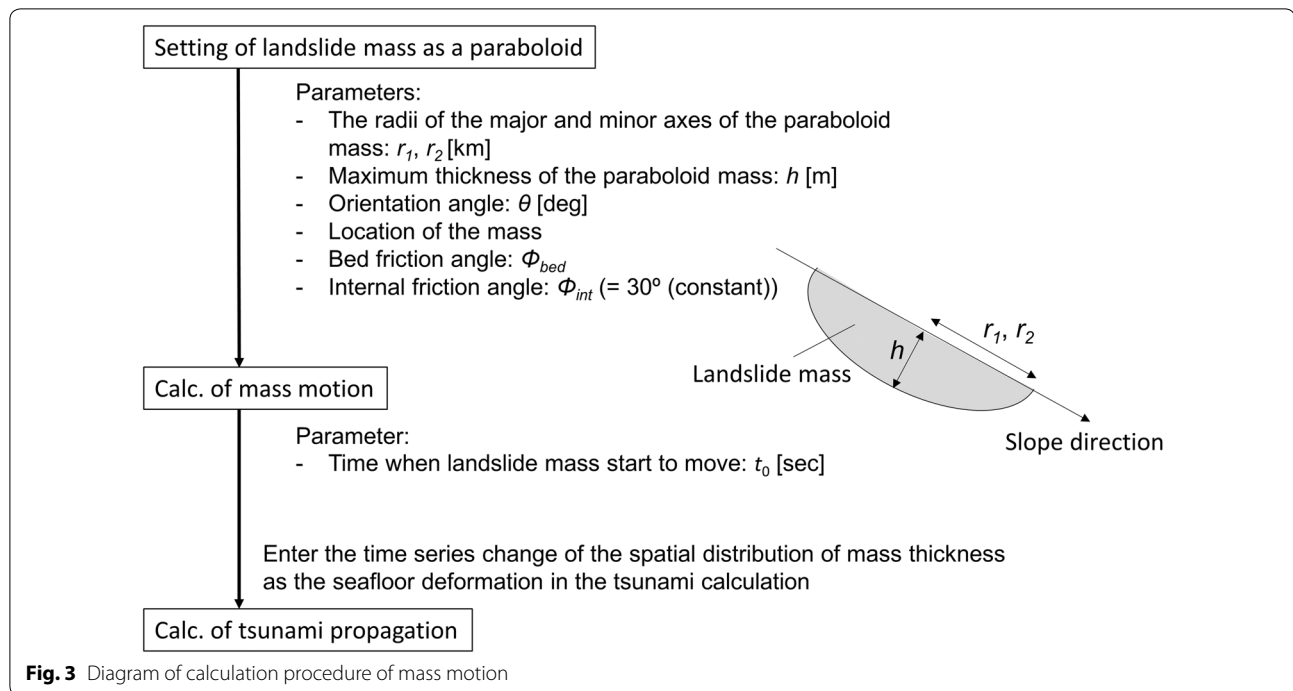 Setting of landslide mass as a paraboloid
Parameters:
- The radii of the major and minor axes of the paraboloid
mass: r₁, r₂ [km]
- Maximum thickness of the paraboloid mass: h [m]
- Orientation angle: θ [deg]
- Location of the mass
- Bed friction angle: Φbed
- Internal friction angle: Φint (= 30º (constant))
r₁, r₂
h
Landslide mass
Slope direction
Calc. of mass motion
Parameter:
- Time when landslide mass start to move: t₀ [sec]
Enter the time series change of the spatial distribution of mass thickness
as the seafloor deformation in the tsunami calculation
Calc. of tsunami propagation
Fig. 3 Diagram of calculation procedure of mass motion